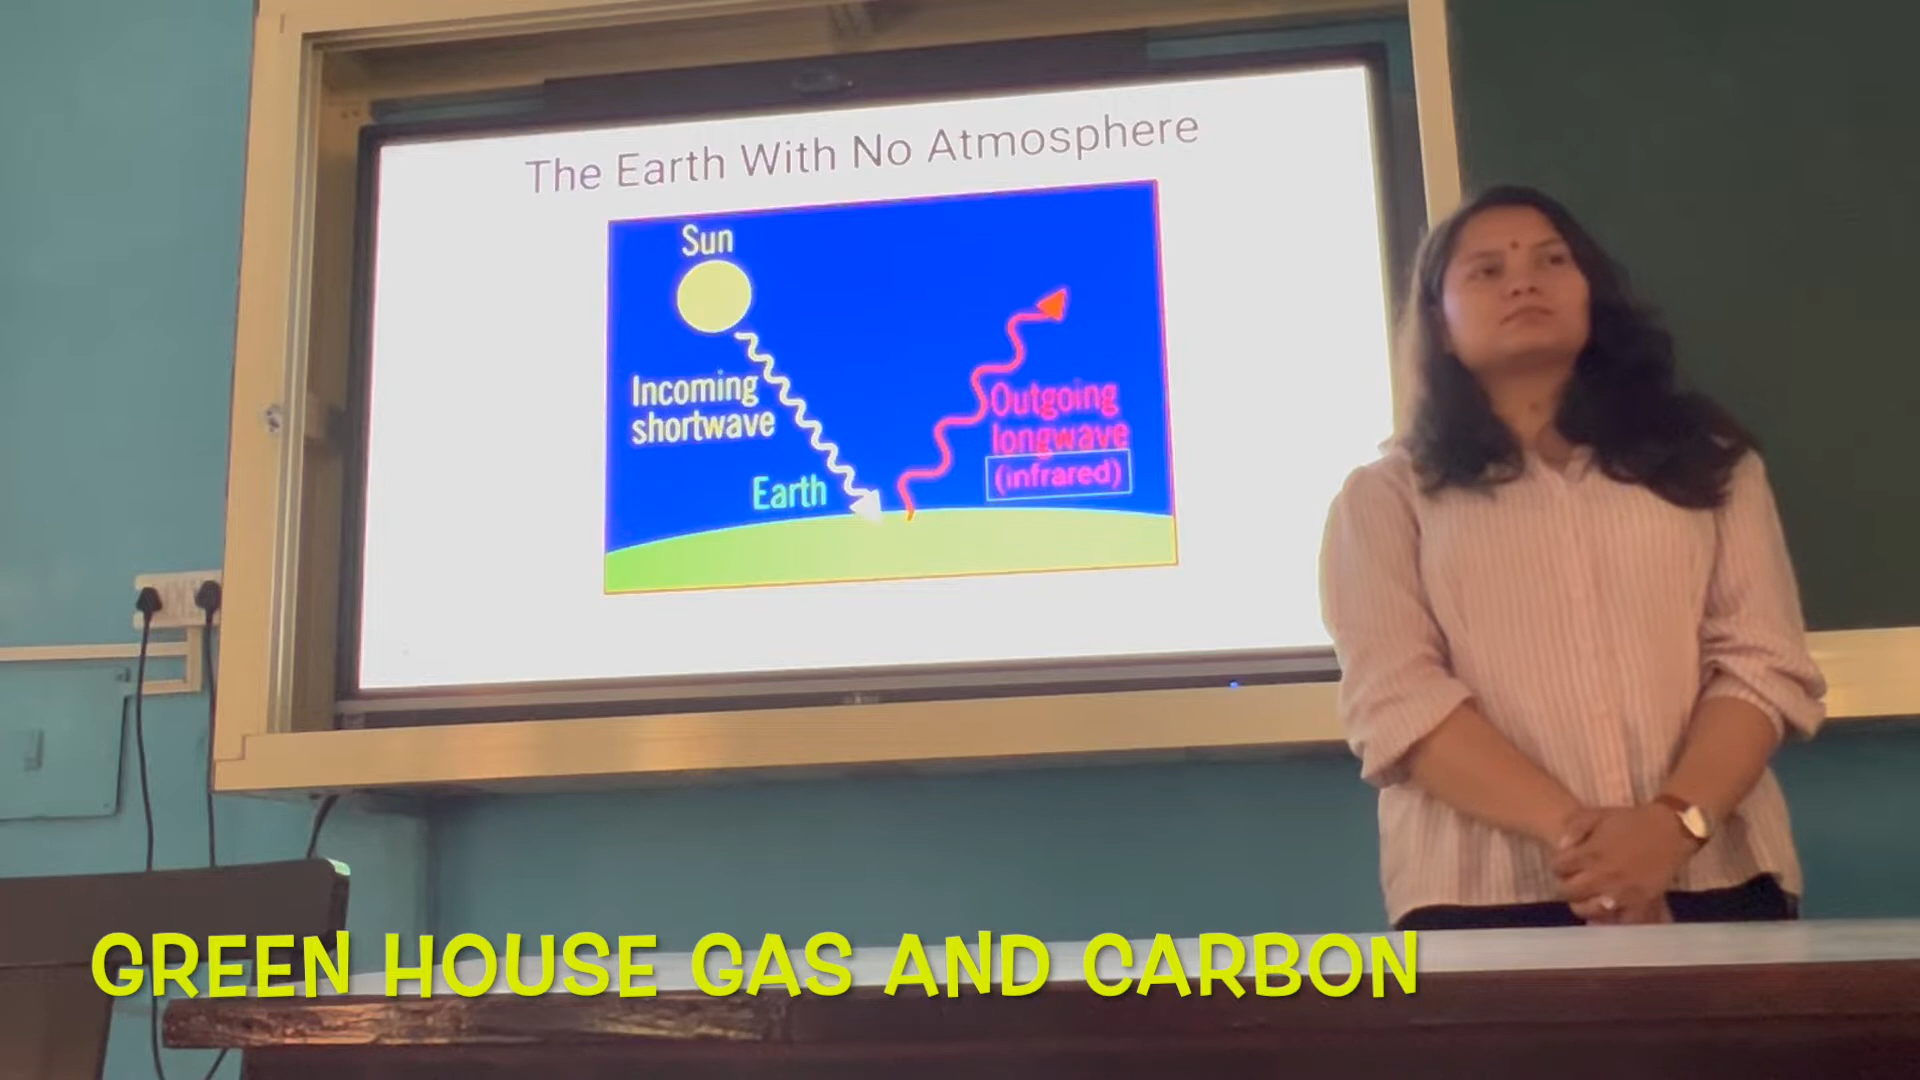 The Earth With No Atmosphere
Sun
Incoming
shortwave
Earth
Outgoing
longwave
(infrared)
GREEN HOUSE GAS AND CARBON